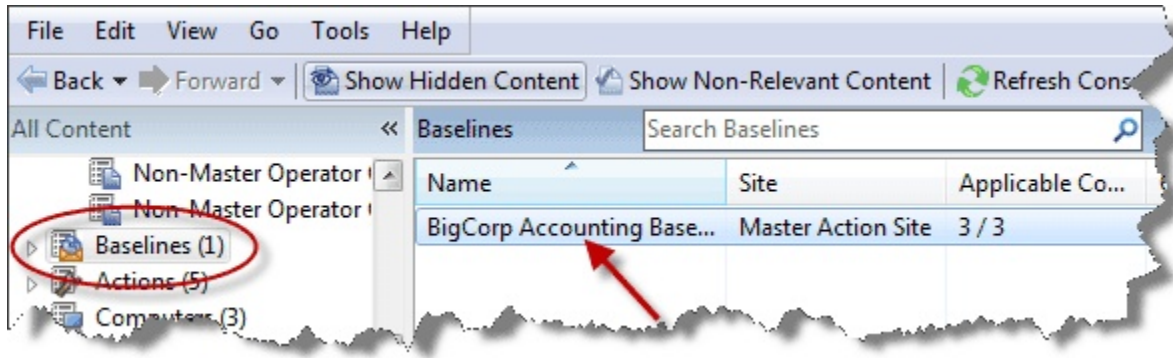 File Edit View Go Tools Help
Back Forward Show Hidden Content Show Non-Relevant Content Refresh Cons
All Content « Baselines Search Baselines
Non-Master Operator
Name Site Applicable Co...
Non-Master Operator
BigCorp Accounting Base... Master Action Site 3 / 3
Baselines (1)
Actions (5)
Computers (3)